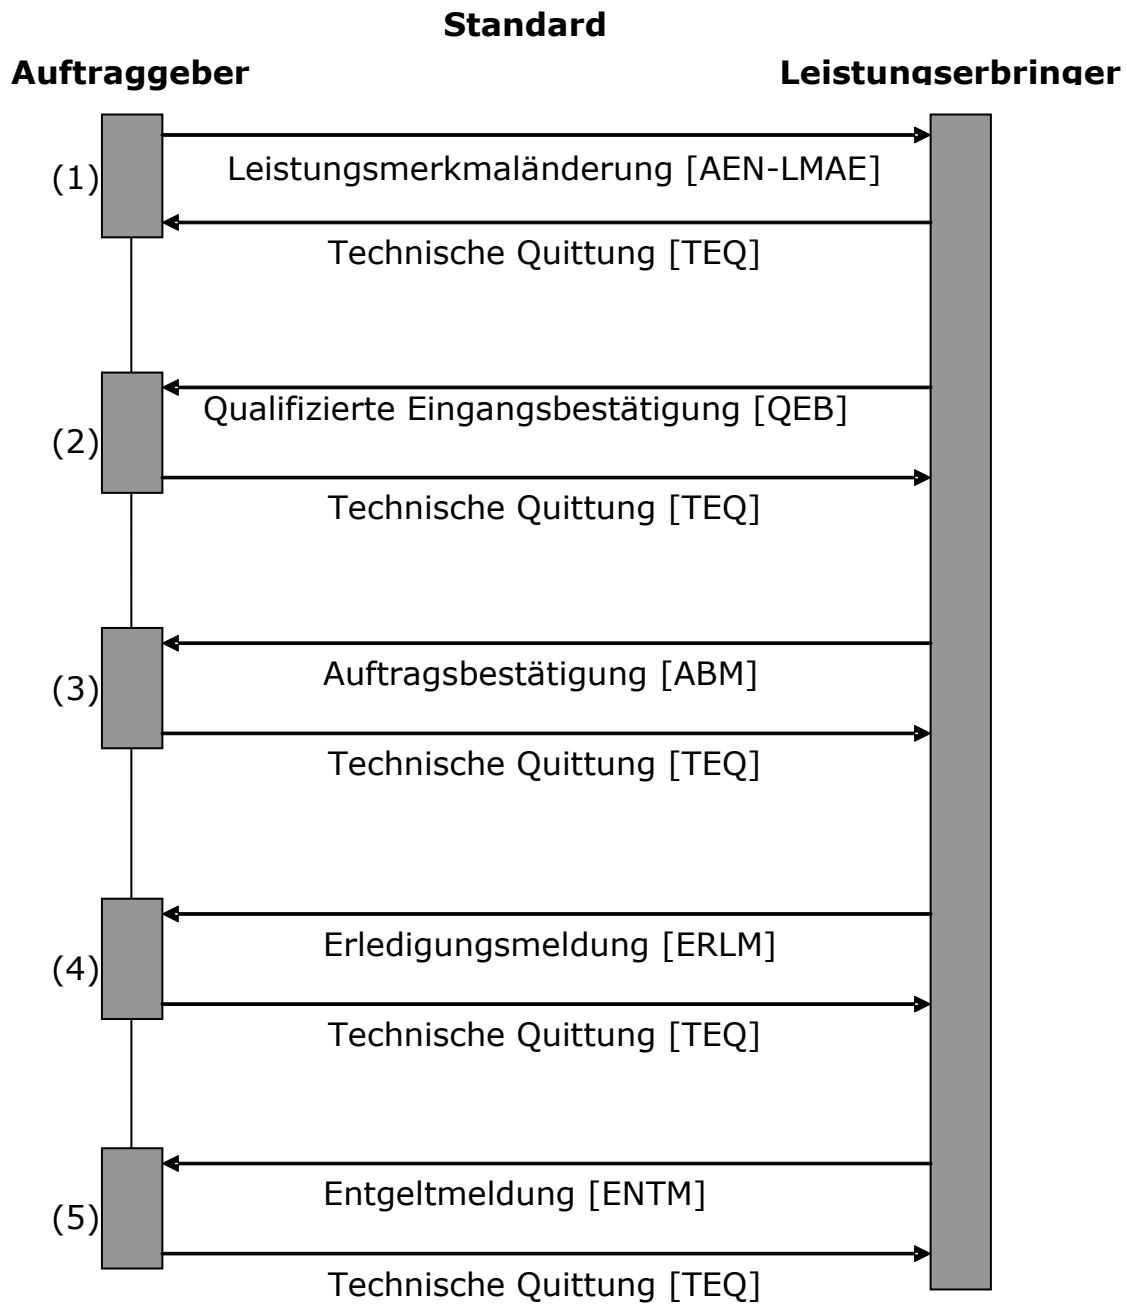 Standard
Auftraggeber
Leistungserbringer
(1)
Leistungsmerkmaländerung [AEN-LMAE]
Technische Quittung [TEQ]
(2)
Qualifizierte Eingangsbestätigung [QEB]
Technische Quittung [TEQ]
(3)
Auftragsbestätigung [ABM]
Technische Quittung [TEQ]
(4)
Erledigungsmeldung [ERLM]
Technische Quittung [TEQ]
(5)
Entgeltmeldung [ENTM]
Technische Quittung [TEQ]